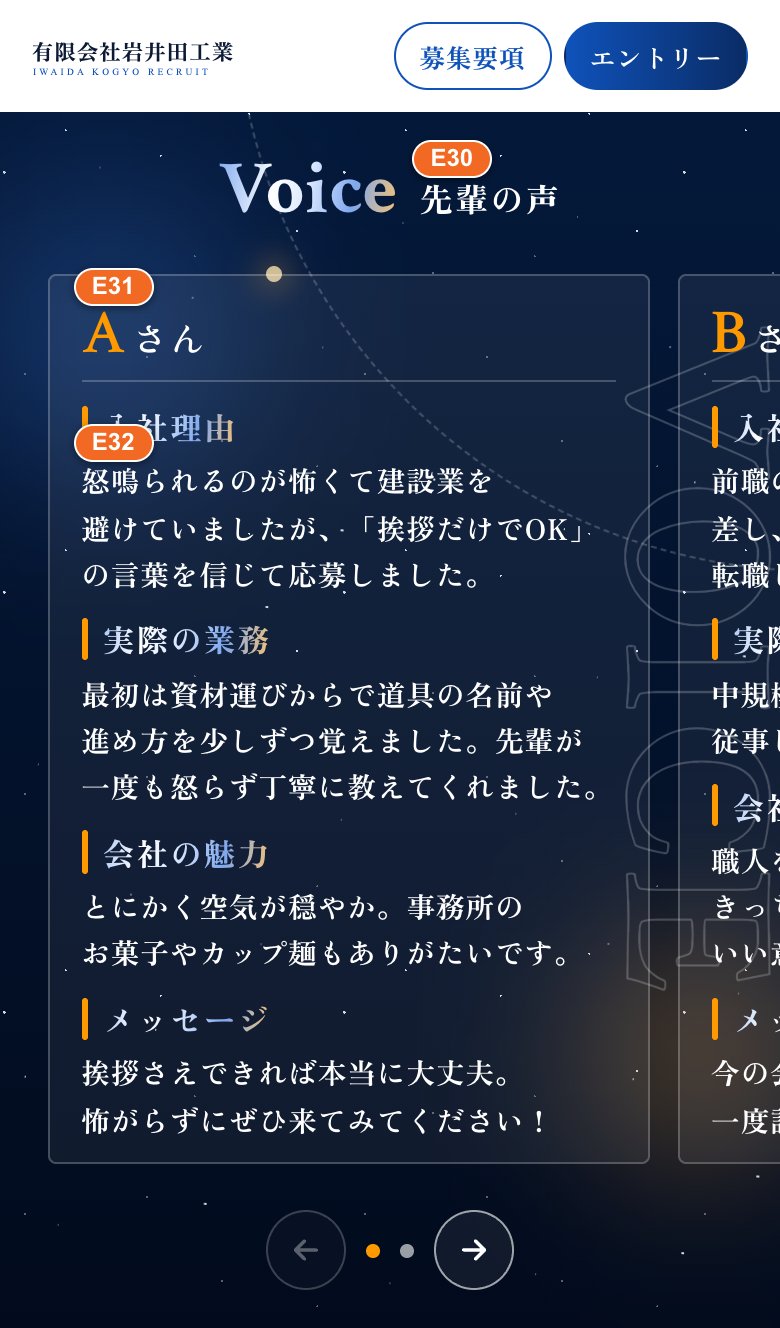 有限会社岩井田工業
IWAIDA KOGYO RECRUIT
募集要項
エントリー
Voice 先輩の声
E30
E31
Aさん
入社理由
E32
怒鳴られるのが怖くて建設業を
避けていましたが、「挨拶だけでOK」
の言葉を信じて応募しました。
実際の業務
最初は資材運びからで道具の名前や
進め方を少しずつ覚えました。先輩が
一度も怒らず丁寧に教えてくれました。
会社の魅力
とにかく空気が穏やか。事務所の
お菓子やカップ麺もありがたいです。
メッセージ
挨拶さえできれば本当に大丈夫。
怖がらずにぜひ来てみてください！
Bさ
入社
前職の
差し、
転職し
実際
中規模
従事し
会社
職人を
きっち
いい意
メッ
今の会
一度話
VOICE